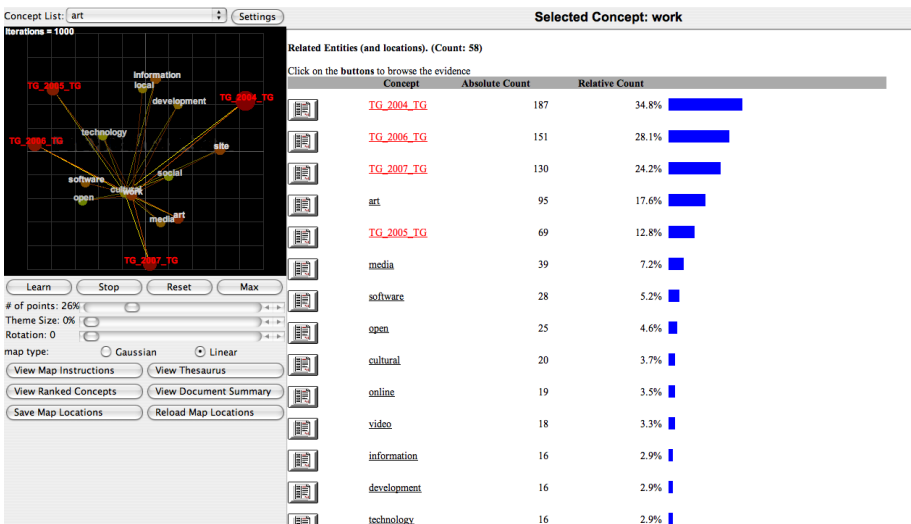 Concept List: art
Settings
Selected Concept: work
Iterations = 1000
TG_2005_TG
information
local
development
TG_2004_TG
TG_2006_TG
technology
site
software
social
cultural
work
open
media
art
TG_2007_TG
Learn Stop Reset Max
# of points: 26%
Theme Size: 0%
Rotation: 0
map type: Gaussian Linear
View Map Instructions View Thesaurus
View Ranked Concepts View Document Summary
Save Map Locations Reload Map Locations
Related Entities (and locations). (Count: 58)
Click on the buttons to browse the evidence
Concept Absolute Count Relative Count
TG_2004_TG 187 34.8%
TG_2006_TG 151 28.1%
TG_2007_TG 130 24.2%
art 95 17.6%
TG_2005_TG 69 12.8%
media 39 7.2%
software 28 5.2%
open 25 4.6%
cultural 20 3.7%
online 19 3.5%
video 18 3.3%
information 16 2.9%
development 16 2.9%
technology 16 2.9%